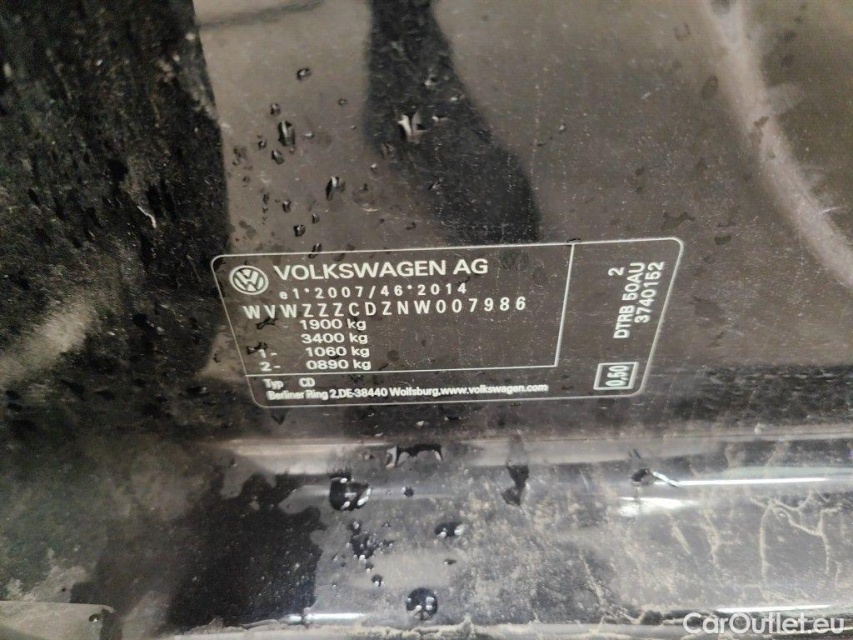 VOLKSWAGEN AG
e1*2007/46*2014
WVWZZZCDZNW007986
1900 kg
3400 kg
1- 1060 kg
2- 0890 kg
Typ CD
Berliner Ring 2,DE-38440 Wolfsburg,www.volkswagen.com
2
DTRB 50AU
3740152
0,50
CarOutlet.eu